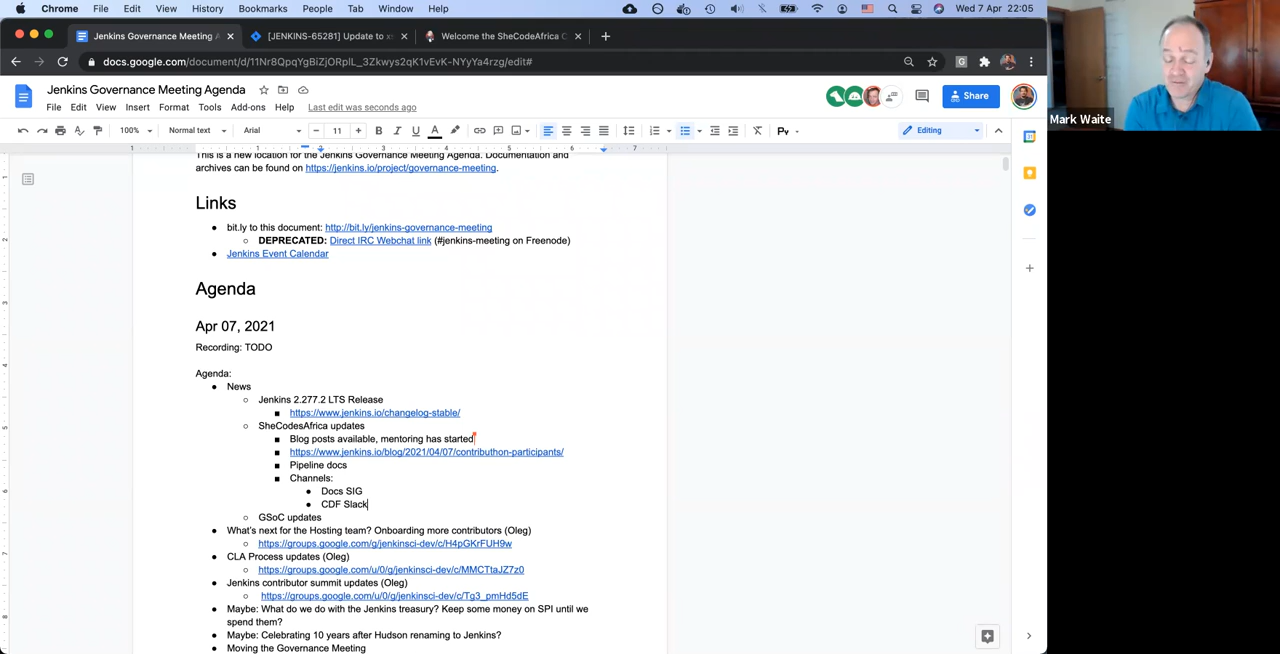 Chrome File Edit View History Bookmarks People Tab Window Help Wed 7 Apr 22:05
Jenkins Governance Meeting A [JENKINS-65281] Update to x Welcome the SheCodeAfrica C
docs.google.com/document/d/11Nr8QpqYgBiZjORplL_3Zkwys2qK1vEvK-NYyYa4rzg/edit#
Jenkins Governance Meeting Agenda
File Edit View Insert Format Tools Add-ons Help Last edit was seconds ago
Share
Mark Waite
100% Normal text Arial 11 B I U A Editing
This is a new location for the Jenkins Governance Meeting Agenda. Documentation and
archives can be found on https://jenkins.io/project/governance-meeting.
Links
bit.ly to this document: http://bit.ly/jenkins-governance-meeting
DEPRECATED: Direct IRC Webchat link (#jenkins-meeting on Freenode)
Jenkins Event Calendar
Agenda
Apr 07, 2021
Recording: TODO
Agenda:
News
Jenkins 2.277.2 LTS Release
https://www.jenkins.io/changelog-stable/
SheCodesAfrica updates
Blog posts available, mentoring has started
https://www.jenkins.io/blog/2021/04/07/contributhon-participants/
Pipeline docs
Channels:
Docs SIG
CDF Slack
GSoC updates
What's next for the Hosting team? Onboarding more contributors (Oleg)
https://groups.google.com/g/jenkinsci-dev/c/H4pGKrFUH9w
CLA Process updates (Oleg)
https://groups.google.com/u/0/g/jenkinsci-dev/c/MMCTtaJZ7z0
Jenkins contributor summit updates (Oleg)
https://groups.google.com/u/0/g/jenkinsci-dev/c/Tg3_pmHd5dE
Maybe: What do we do with the Jenkins treasury? Keep some money on SPI until we
spend them?
Maybe: Celebrating 10 years after Hudson renaming to Jenkins?
Moving the Governance Meeting